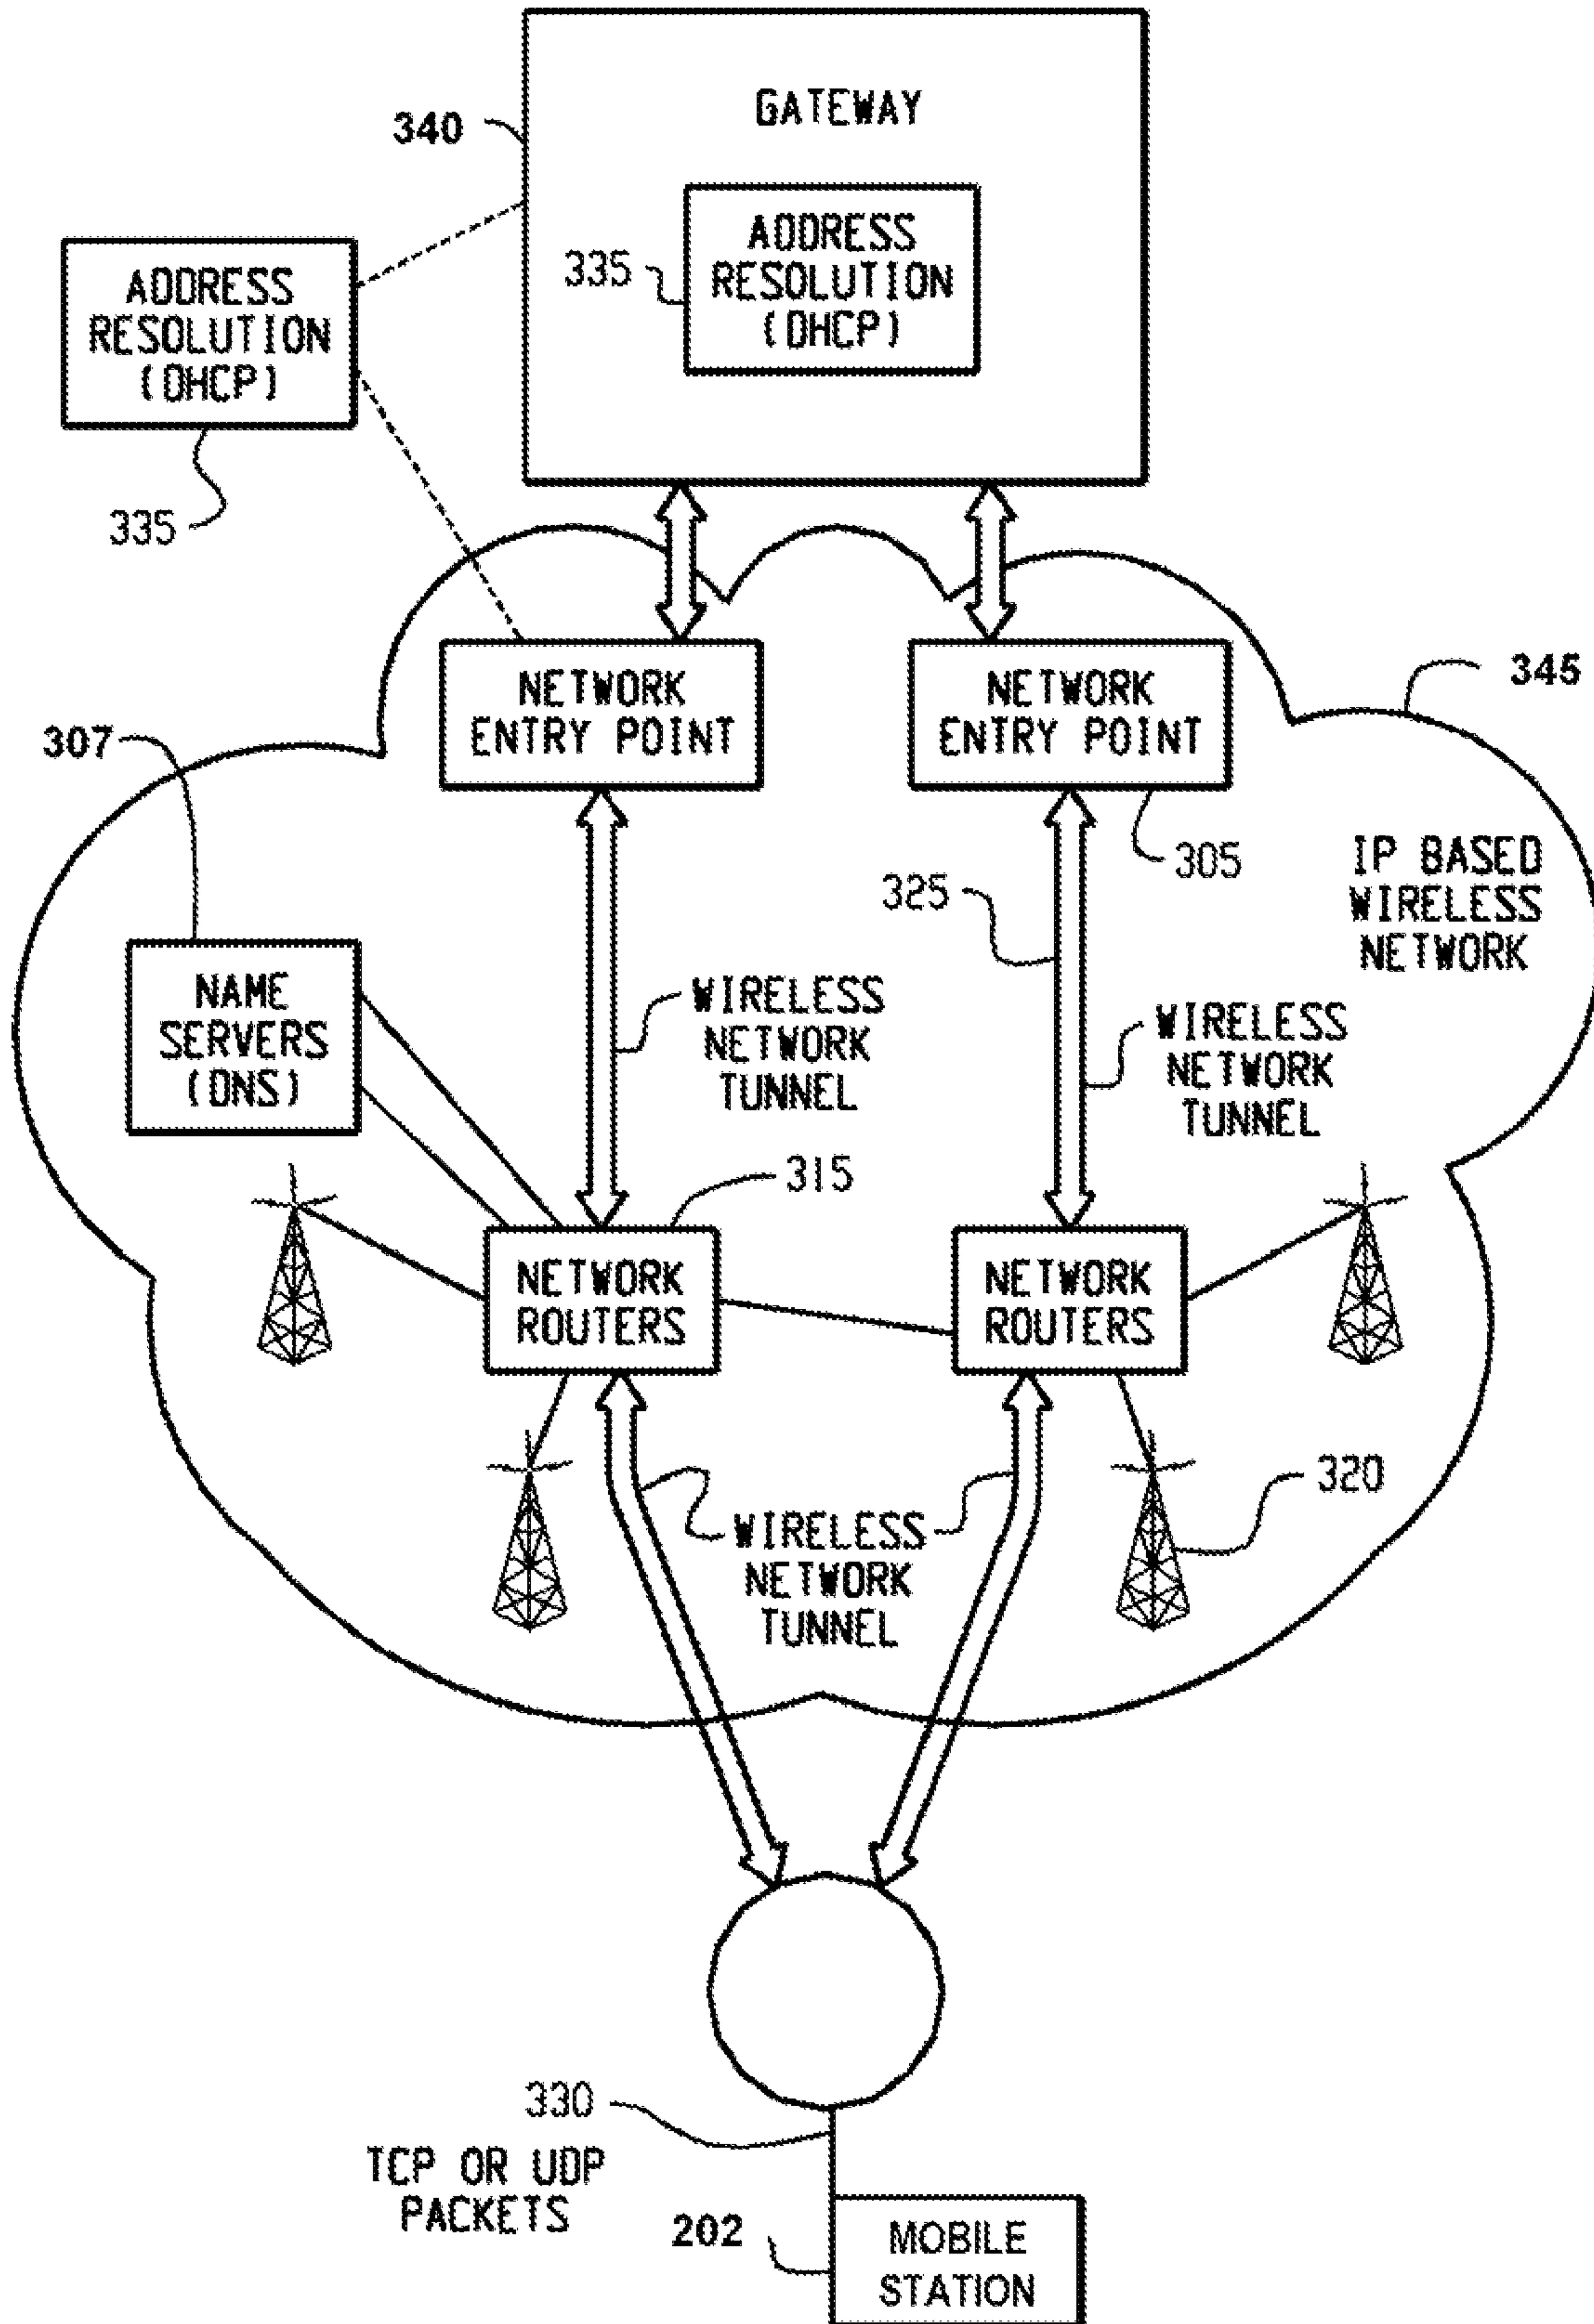 GATEWAY
340
ADDRESS
RESOLUTION
(DHCP)
335
ADDRESS
RESOLUTION
(DHCP)
335
NETWORK
ENTRY POINT
NETWORK
ENTRY POINT
345
307
305
325
IP BASED
WIRELESS
NETWORK
NAME
SERVERS
(DNS)
WIRELESS
NETWORK
TUNNEL
WIRELESS
NETWORK
TUNNEL
315
NETWORK
ROUTERS
NETWORK
ROUTERS
320
WIRELESS
NETWORK
TUNNEL
330
TCP OR UDP
PACKETS
202
MOBILE
STATION